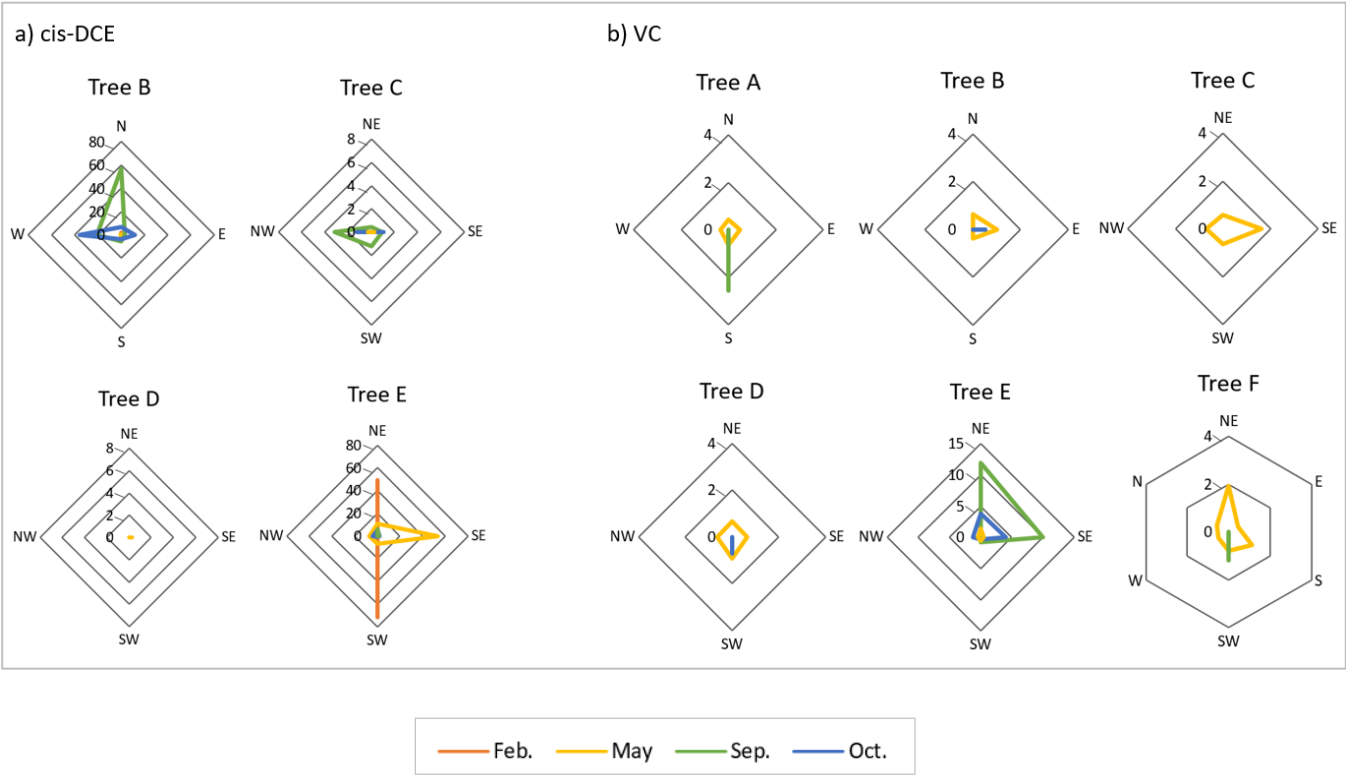 a) cis-DCE
b) VC
Tree B
N
80
60
40
20
0
W
E
S
Tree C
NE
8
6
4
2
0
NW
SE
SW
Tree A
N
4
2
0
W
E
S
Tree B
N
4
2
0
W
E
S
Tree C
NE
4
2
0
NW
SE
SW
Tree D
NE
8
6
4
2
0
NW
SE
SW
Tree E
NE
80
60
40
20
0
NW
SE
SW
Tree D
NE
4
2
0
NW
SE
SW
Tree E
NE
15
10
5
0
NW
SE
SW
Tree F
NE
4
N
E
2
0
W
S
SW
Feb. May Sep. Oct.